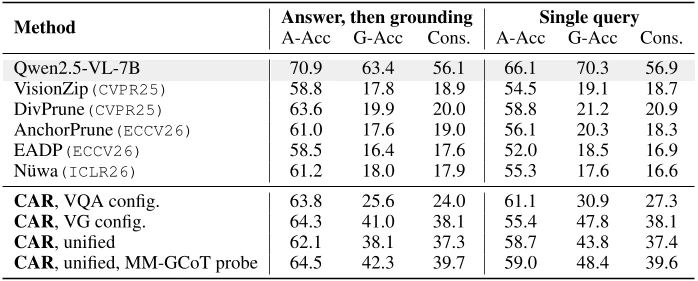 Method Answer, then grounding Single query
A-Acc G-Acc Cons. A-Acc G-Acc Cons.
Qwen2.5-VL-7B 70.9 63.4 56.1 66.1 70.3 56.9
VisionZip (CVPR25) 58.8 17.8 18.9 54.5 19.1 18.7
DivPrune (CVPR25) 63.6 19.9 20.0 58.8 21.2 20.9
AnchorPrune (ECCV26) 61.0 17.6 19.0 56.1 20.3 18.3
EADP (ECCV26) 58.5 16.4 17.6 52.0 18.5 16.9
Nüwa (ICLR26) 61.2 18.0 17.9 55.3 17.6 16.6
CAR, VQA config. 63.8 25.6 24.0 61.1 30.9 27.3
CAR, VG config. 64.3 41.0 38.1 55.4 47.8 38.1
CAR, unified 62.1 38.1 37.3 58.7 43.8 37.4
CAR, unified, MM-GCoT probe 64.5 42.3 39.7 59.0 48.4 39.6